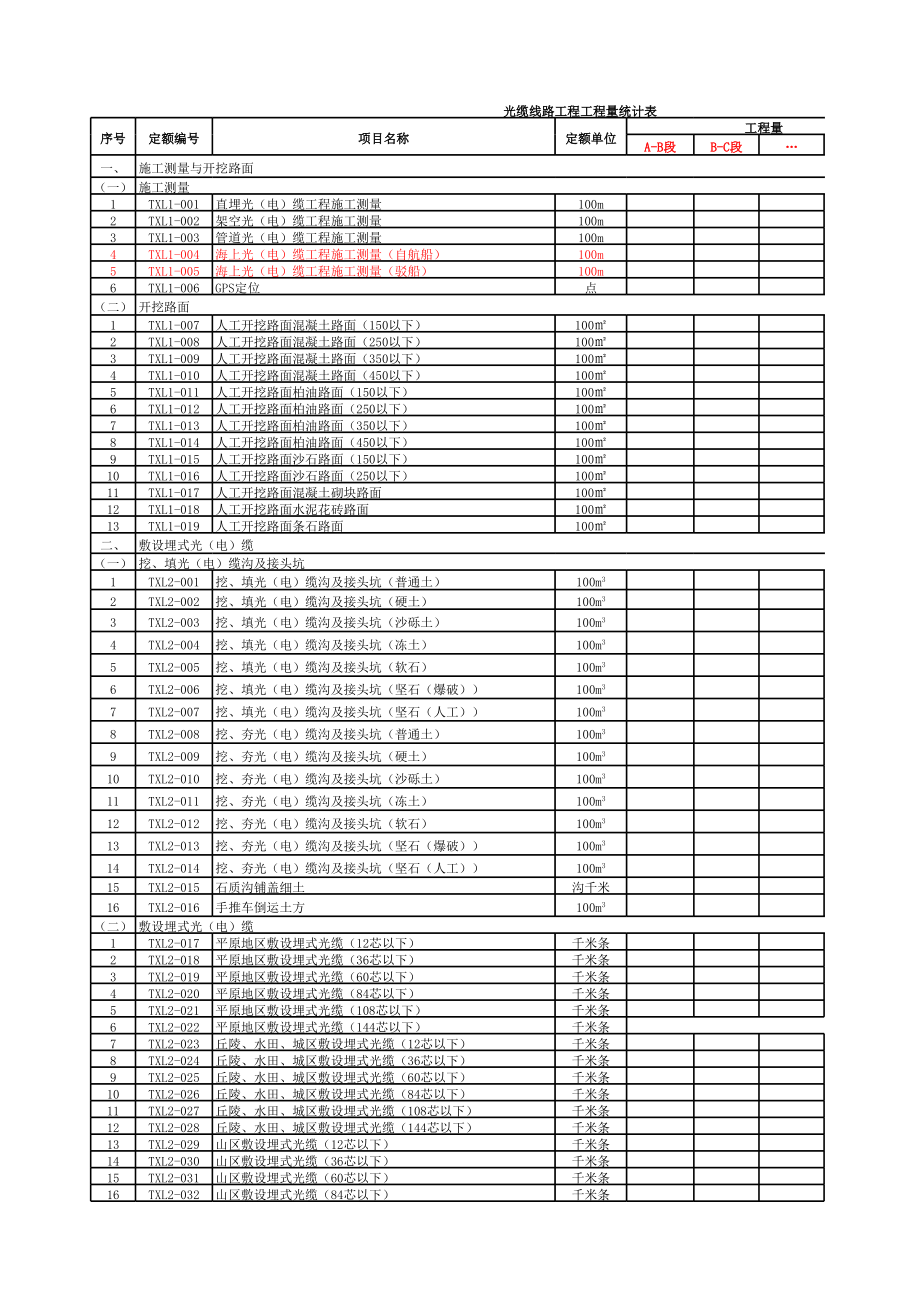 光缆线路工程工程量统计表
序号 定额编号 项目名称 定额单位 工程量
A-B段 B-C段 …
一、 施工测量与开挖路面
(一) 施工测量
1 TXL1-001 直埋光（电）缆工程施工测量 100m
2 TXL1-002 架空光（电）缆工程施工测量 100m
3 TXL1-003 管道光（电）缆工程施工测量 100m
4 TXL1-004 海上光（电）缆工程施工测量（自航船） 100m
5 TXL1-005 海上光（电）缆工程施工测量（驳船） 100m
6 TXL1-006 GPS定位 点
(二) 开挖路面
1 TXL1-007 人工开挖路面混凝土路面（150以下） 100㎡
2 TXL1-008 人工开挖路面混凝土路面（250以下） 100㎡
3 TXL1-009 人工开挖路面混凝土路面（350以下） 100㎡
4 TXL1-010 人工开挖路面混凝土路面（450以下） 100㎡
5 TXL1-011 人工开挖路面柏油路面（150以下） 100㎡
6 TXL1-012 人工开挖路面柏油路面（250以下） 100㎡
7 TXL1-013 人工开挖路面柏油路面（350以下） 100㎡
8 TXL1-014 人工开挖路面柏油路面（450以下） 100㎡
9 TXL1-015 人工开挖路面沙石路面（150以下） 100㎡
10 TXL1-016 人工开挖路面沙石路面（250以下） 100㎡
11 TXL1-017 人工开挖路面混凝土砌块路面 100㎡
12 TXL1-018 人工开挖路面水泥花砖路面 100㎡
13 TXL1-019 人工开挖路面条石路面 100㎡
二、 敷设埋式光（电）缆
(一) 挖、填光（电）缆沟及接头坑
1 TXL2-001 挖、填光（电）缆沟及接头坑（普通土） 100m³
2 TXL2-002 挖、填光（电）缆沟及接头坑（硬土） 100m³
3 TXL2-003 挖、填光（电）缆沟及接头坑（沙砾土） 100m³
4 TXL2-004 挖、填光（电）缆沟及接头坑（冻土） 100m³
5 TXL2-005 挖、填光（电）缆沟及接头坑（软石） 100m³
6 TXL2-006 挖、填光（电）缆沟及接头坑（坚石（爆破）） 100m³
7 TXL2-007 挖、填光（电）缆沟及接头坑（坚石（人工）） 100m³
8 TXL2-008 挖、夯光（电）缆沟及接头坑（普通土） 100m³
9 TXL2-009 挖、夯光（电）缆沟及接头坑（硬土） 100m³
10 TXL2-010 挖、夯光（电）缆沟及接头坑（沙砾土） 100m³
11 TXL2-011 挖、夯光（电）缆沟及接头坑（冻土） 100m³
12 TXL2-012 挖、夯光（电）缆沟及接头坑（软石） 100m³
13 TXL2-013 挖、夯光（电）缆沟及接头坑（坚石（爆破）） 100m³
14 TXL2-014 挖、夯光（电）缆沟及接头坑（坚石（人工）） 100m³
15 TXL2-015 石质沟铺盖细土 沟千米
16 TXL2-016 手推车倒运土方 100m³
(二) 敷设埋式光（电）缆
1 TXL2-017 平原地区敷设埋式光缆（12芯以下） 千米条
2 TXL2-018 平原地区敷设埋式光缆（36芯以下） 千米条
3 TXL2-019 平原地区敷设埋式光缆（60芯以下） 千米条
4 TXL2-020 平原地区敷设埋式光缆（84芯以下） 千米条
5 TXL2-021 平原地区敷设埋式光缆（108芯以下） 千米条
6 TXL2-022 平原地区敷设埋式光缆（144芯以下） 千米条
7 TXL2-023 丘陵、水田、城区敷设埋式光缆（12芯以下） 千米条
8 TXL2-024 丘陵、水田、城区敷设埋式光缆（36芯以下） 千米条
9 TXL2-025 丘陵、水田、城区敷设埋式光缆（60芯以下） 千米条
10 TXL2-026 丘陵、水田、城区敷设埋式光缆（84芯以下） 千米条
11 TXL2-027 丘陵、水田、城区敷设埋式光缆（108芯以下） 千米条
12 TXL2-028 丘陵、水田、城区敷设埋式光缆（144芯以下） 千米条
13 TXL2-029 山区敷设埋式光缆（12芯以下） 千米条
14 TXL2-030 山区敷设埋式光缆（36芯以下） 千米条
15 TXL2-031 山区敷设埋式光缆（60芯以下） 千米条
16 TXL2-032 山区敷设埋式光缆（84芯以下） 千米条